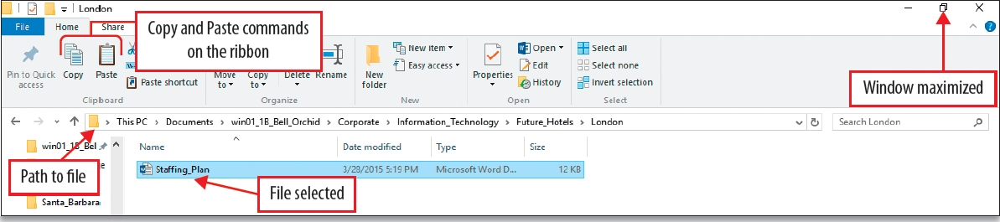 London
File Home Share
Copy and Paste commands
on the ribbon
Pin to Quick
access
Copy
Paste
Paste shortcut
Clipboard
Move
to
Copy
to
Delete
Rename
Organize
New
folder
New item
Easy access
New
Properties
Open
Edit
History
Open
Select all
Select none
Invert selection
Select
Window maximized
This PC Documents win01_1B_Bell_Orchid Corporate Information_Technology Future_Hotels London
Search London
win01_1B_Bel
Name Date modified Type Size
Staffing_Plan 3/28/2015 5:19 PM Microsoft Word D... 12 KB
Path to file
File selected
Santa_Barbara